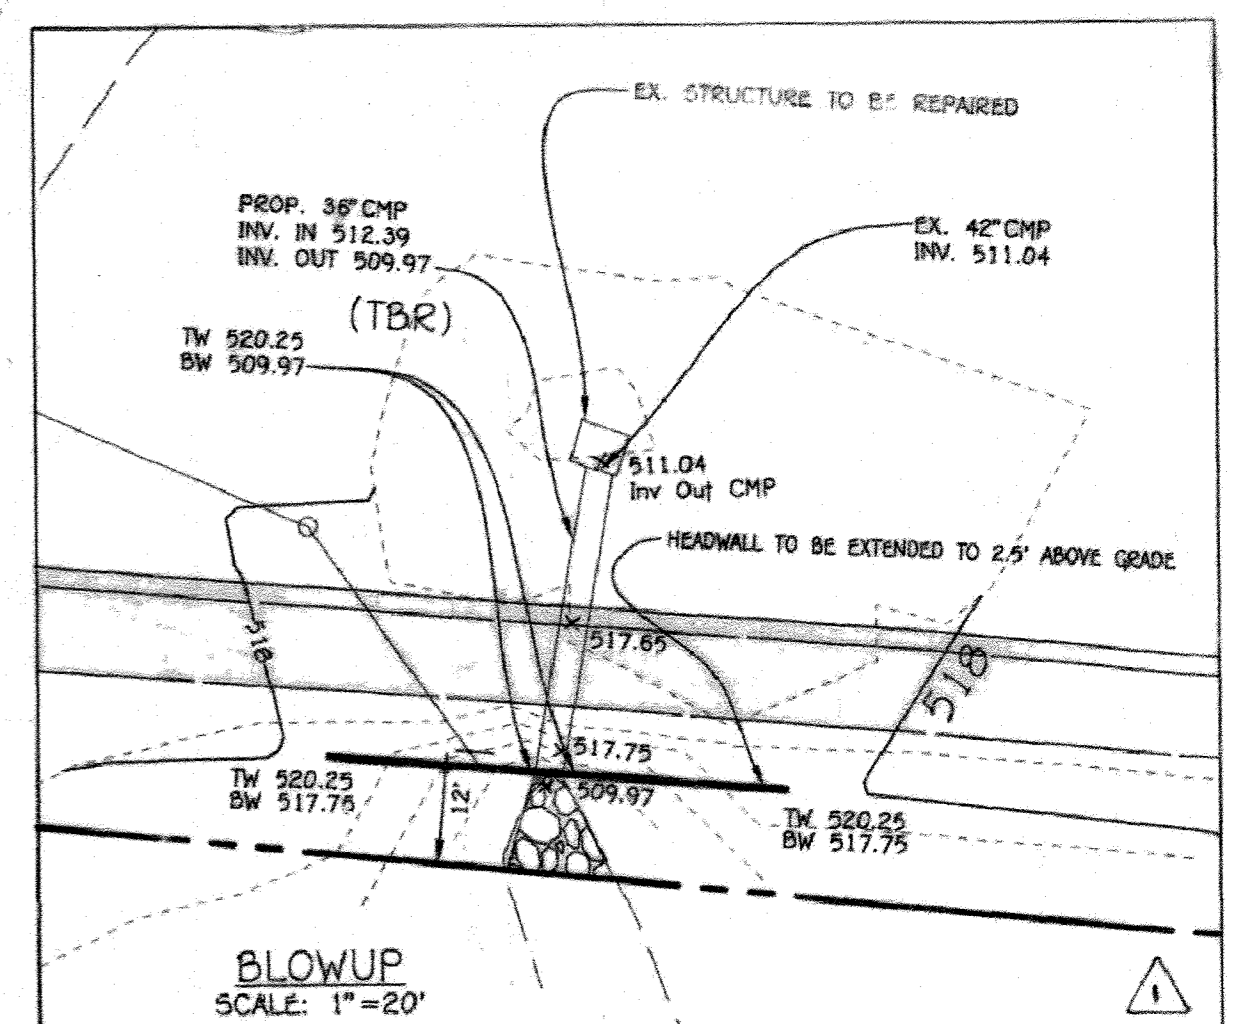 EX. STRUCTURE TO BE REPAIRED
PROP. 36" CMP
INV. IN 512.39
INV. OUT 509.97
(TBR)
EX. 42" CMP
INV. 511.04
TW 520.25
BW 509.97
511.04
Inv Out CMP
HEADWALL TO BE EXTENDED TO 2.5' ABOVE GRADE
518
517.65
518
517.75
TW 520.25
BW 517.75
12'
509.97
TW 520.25
BW 517.75
BLOWUP
SCALE: 1"=20'
1